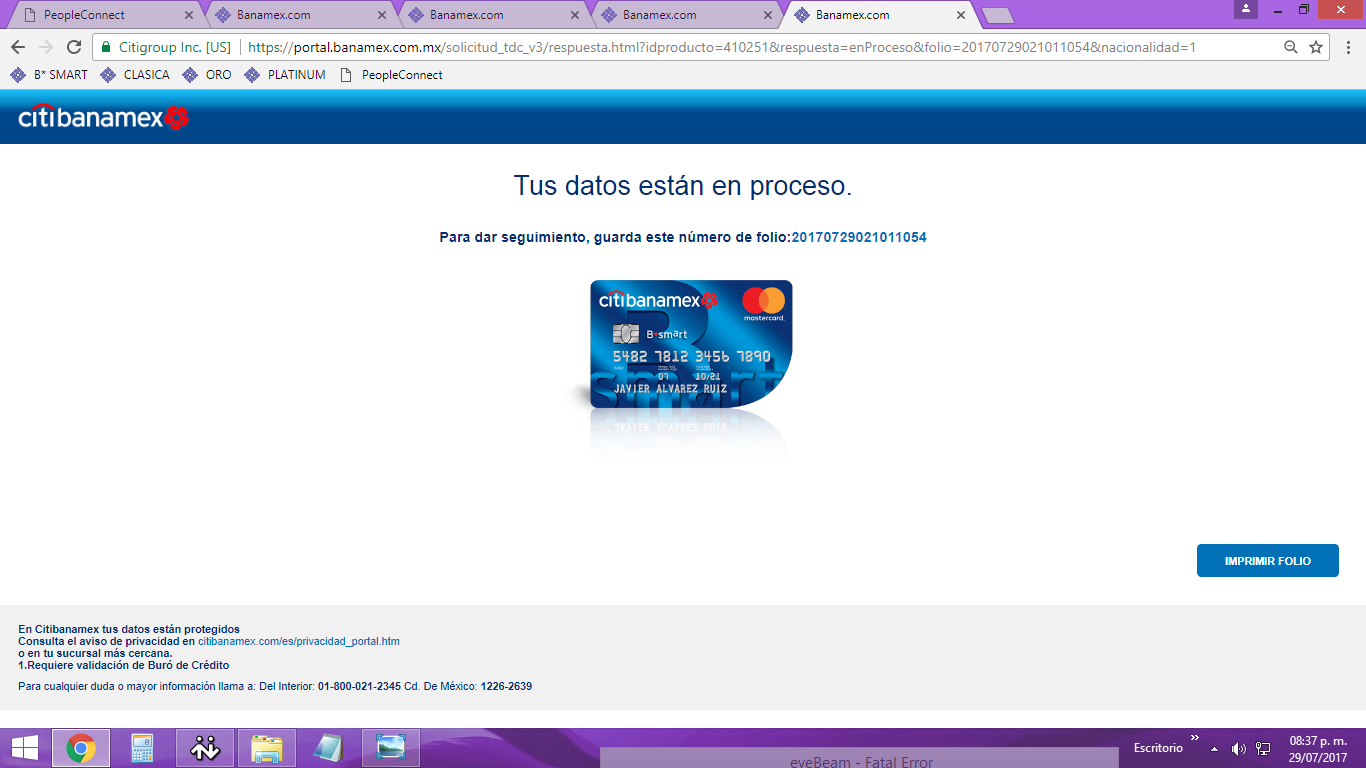 PeopleConnect
Banamex.com
Banamex.com
Banamex.com
Banamex.com
Citigroup Inc. [US]
https://portal.banamex.com.mx/solicitud_tdc_v3/respuesta.html?idproducto=410251&respuesta=enProceso&folio=20170729021011054&nacionalidad=1
B* SMART
CLASICA
ORO
PLATINUM
PeopleConnect
citibanamex
Tus datos están en proceso.
Para dar seguimiento, guarda este número de folio:20170729021011054
citibanamex
mastercard.
B•smart
5482 7812 3456 7890
07 10/21
JAVIER ALVAREZ RUIZ
IMPRIMIR FOLIO
En Citibanamex tus datos están protegidos
Consulta el aviso de privacidad en citibanamex.com/es/privacidad_portal.htm
o en tu sucursal más cercana.
1.Requiere validación de Buró de Crédito
Para cualquier duda o mayor información llama a: Del Interior: 01-800-021-2345 Cd. De México: 1226-2639
eyeBeam - Fatal Error
Escritorio
08:37 p. m.
29/07/2017